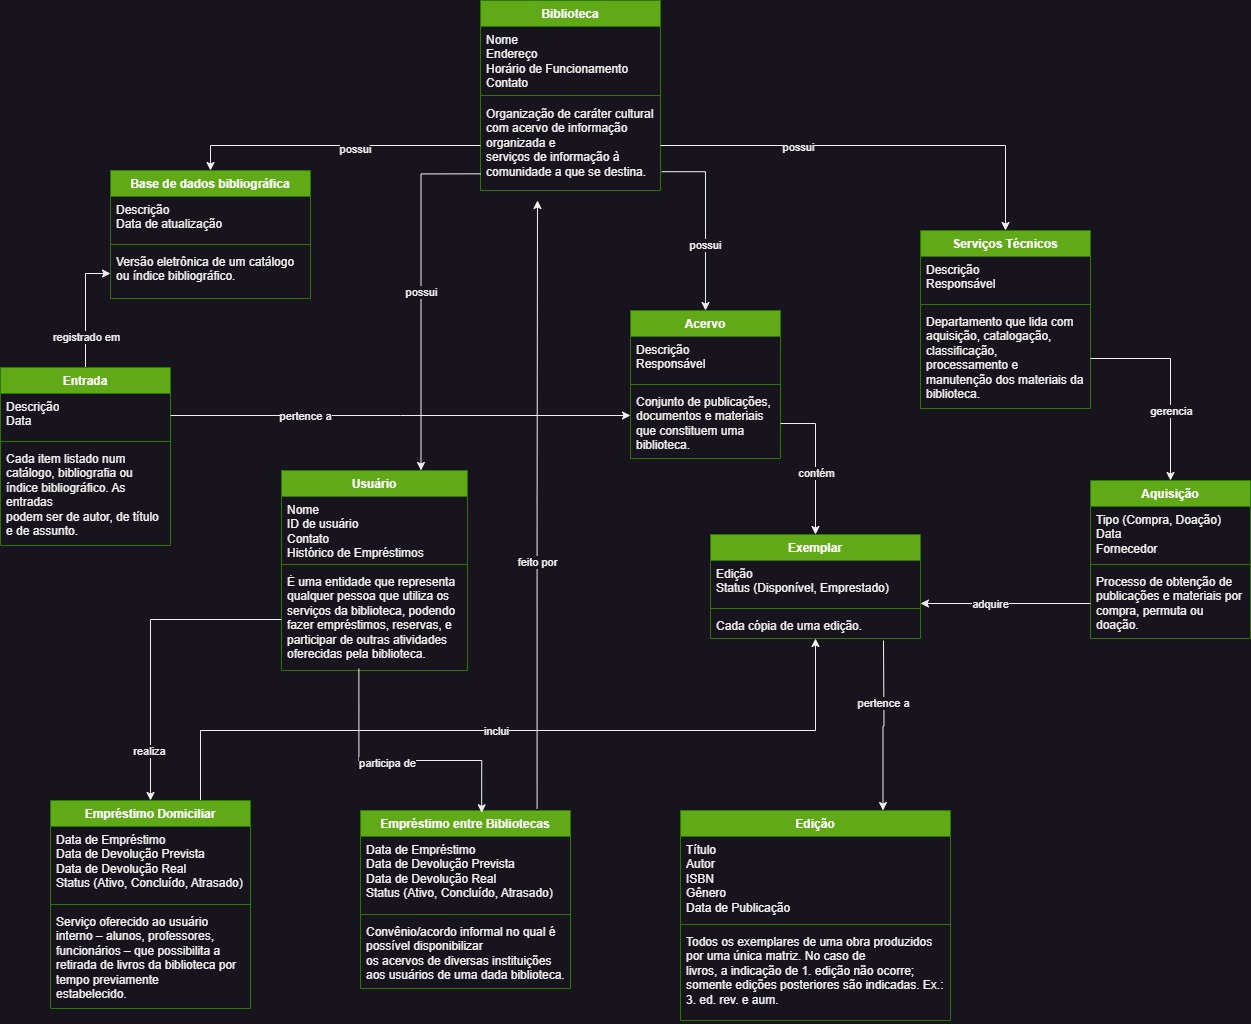 Biblioteca
Nome
Endereço
Horário de Funcionamento
Contato
Organização de caráter cultural
com acervo de informação
organizada e
serviços de informação à
comunidade a que se destina.
possui
possui
possui
possui
Base de dados bibliográfica
Descrição
Data de atualização
Versão eletrônica de um catálogo
ou índice bibliográfico.
Serviços Técnicos
Descrição
Responsável
Departamento que lida com
aquisição, catalogação,
classificação,
processamento e
manutenção dos materiais da
biblioteca.
registrado em
Acervo
Descrição
Responsável
Conjunto de publicações,
documentos e materiais
que constituem uma
biblioteca.
Entrada
Descrição
Data
Cada item listado num
catálogo, bibliografia ou
índice bibliográfico. As
entradas
podem ser de autor, de título
e de assunto.
pertence a
gerencia
contém
Usuário
Nome
ID de usuário
Contato
Histórico de Empréstimos
É uma entidade que representa
qualquer pessoa que utiliza os
serviços da biblioteca, podendo
fazer empréstimos, reservas, e
participar de outras atividades
oferecidas pela biblioteca.
feito por
Exemplar
Edição
Status (Disponível, Emprestado)
Cada cópia de uma edição.
adquire
Aquisição
Tipo (Compra, Doação)
Data
Fornecedor
Processo de obtenção de
publicações e materiais por
compra, permuta ou
doação.
pertence a
inclui
realiza
participa de
Empréstimo Domiciliar
Data de Empréstimo
Data de Devolução Prevista
Data de Devolução Real
Status (Ativo, Concluído, Atrasado)
Serviço oferecido ao usuário
interno – alunos, professores,
funcionários – que possibilita a
retirada de livros da biblioteca por
tempo previamente
estabelecido.
Empréstimo entre Bibliotecas
Data de Empréstimo
Data de Devolução Prevista
Data de Devolução Real
Status (Ativo, Concluído, Atrasado)
Convênio/acordo informal no qual é
possível disponibilizar
os acervos de diversas instituições
aos usuários de uma dada biblioteca.
Edição
Título
Autor
ISBN
Gênero
Data de Publicação
Todos os exemplares de uma obra produzidos
por uma única matriz. No caso de
livros, a indicação de 1. edição não ocorre;
somente edições posteriores são indicadas. Ex.:
3. ed. rev. e aum.